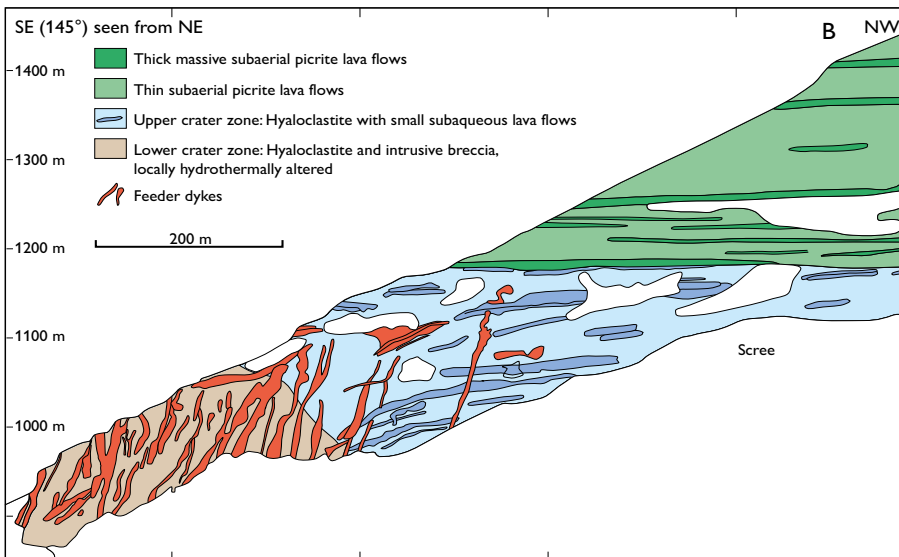 SE (145°) seen from NE
B
NW
Thick massive subaerial picrite lava flows
Thin subaerial picrite lava flows
Upper crater zone: Hyaloclastite with small subaqueous lava flows
Lower crater zone: Hyaloclastite and intrusive breccia,
locally hydrothermally altered
Feeder dykes
200 m
1400 m
1300 m
1200 m
1100 m
1000 m
Scree